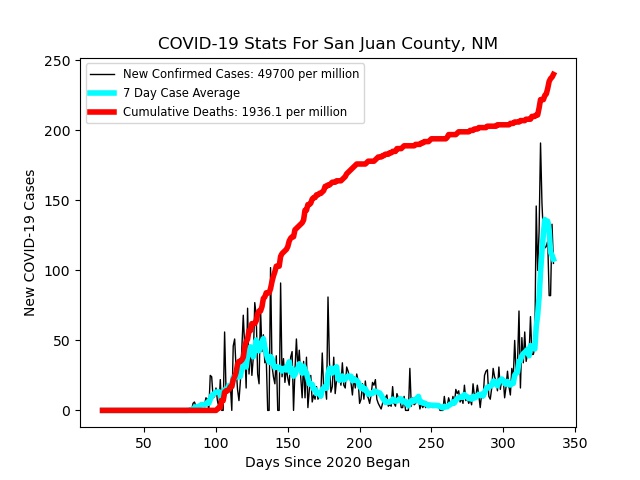 COVID-19 Stats For San Juan County, NM
New Confirmed Cases: 49700 per million
7 Day Case Average
Cumulative Deaths: 1936.1 per million
250
200
150
100
50
0
New COVID-19 Cases
50 100 150 200 250 300 350
Days Since 2020 Began